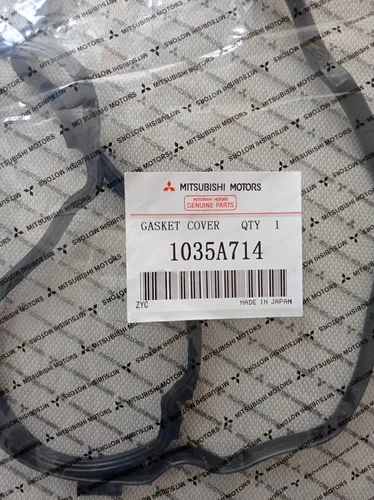 MITSUBISHI MOTORS
MITSUBISHI MOTORS
GENUINE PARTS
GASKET COVER QTY 1
1035A714
ZYC MADE IN JAPAN